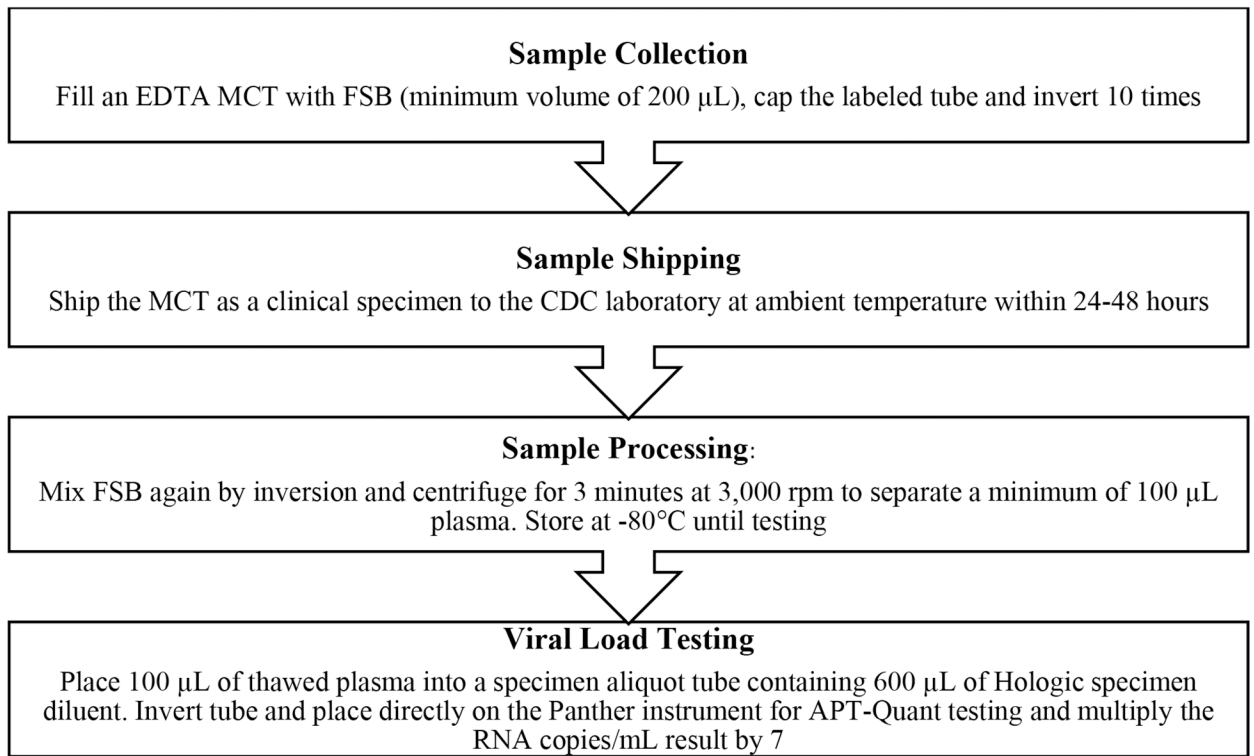 Sample Collection
Fill an EDTA MCT with FSB (minimum volume of 200 µL), cap the labeled tube and invert 10 times
Sample Shipping
Ship the MCT as a clinical specimen to the CDC laboratory at ambient temperature within 24-48 hours
Sample Processing:
Mix FSB again by inversion and centrifuge for 3 minutes at 3,000 rpm to separate a minimum of 100 µL
plasma. Store at -80°C until testing
Viral Load Testing
Place 100 µL of thawed plasma into a specimen aliquot tube containing 600 µL of Hologic specimen
diluent. Invert tube and place directly on the Panther instrument for APT-Quant testing and multiply the
RNA copies/mL result by 7